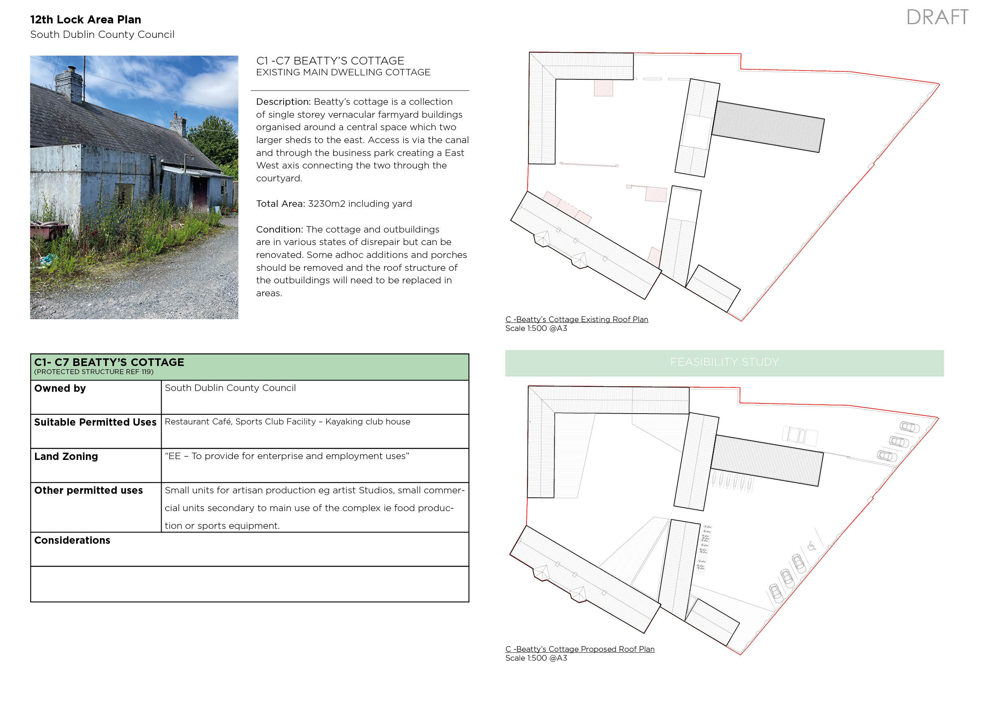 12th Lock Area Plan
South Dublin County Council
DRAFT
C1 -C7 BEATTY’S COTTAGE
EXISTING MAIN DWELLING COTTAGE
Description: Beatty’s cottage is a collection
of single storey vernacular farmyard buildings
organised around a central space which two
larger sheds to the east. Access is via the canal
and through the business park creating a East
West axis connecting the two through the
courtyard.
Total Area: 3230m2 including yard
Condition: The cottage and outbuildings
are in various states of disrepair but can be
renovated. Some adhoc additions and porches
should be removed and the roof structure of
the outbuildings will need to be replaced in
areas.
C -Beatty’s Cottage Existing Roof Plan
Scale 1:500 @A3
C1- C7 BEATTY’S COTTAGE
(PROTECTED STRUCTURE REF 119)
Owned by
South Dublin County Council
Suitable Permitted Uses
Restaurant Café, Sports Club Facility – Kayaking club house
Land Zoning
“EE – To provide for enterprise and employment uses”
Other permitted uses
Small units for artisan production eg artist Studios, small commer-
cial units secondary to main use of the complex ie food produc-
tion or sports equipment.
Considerations
FEASIBILITY STUDY
C -Beatty’s Cottage Proposed Roof Plan
Scale 1:500 @A3